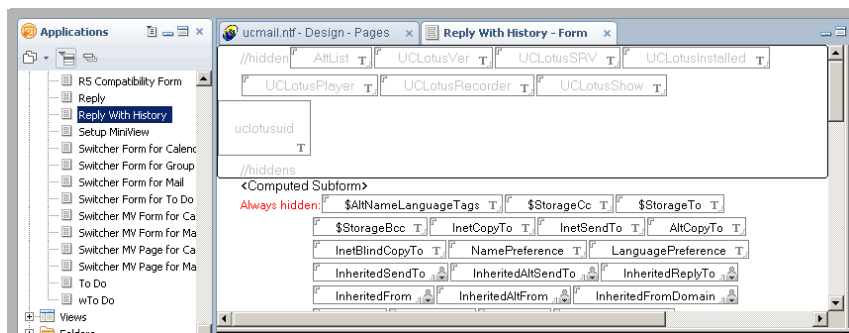 Applications
ucmail.ntf - Design - Pages
Reply With History - Form
R5 Compatibility Form
Reply
Reply With History
Setup MiniView
Switcher Form for Calenc
Switcher Form for Group
Switcher Form for Mail
Switcher Form for To Do
Switcher MV Form for Ca
Switcher MV Form for Ma
Switcher MV Page for Ca
Switcher MV Page for Ma
To Do
wTo Do
Views
Folders
//hidden AttList T UCLotusVer T UCLotusSRV T UCLotusInstalled T
UCLotusPlayer T UCLotusRecorder T UCLotusShow T
uclotusuid T
//hiddens
<Computed Subform>
Always hidden: $AltNameLanguageTags T $StorageCc T $StorageTo T
$StorageBcc T InetCopyTo T InetSendTo T AltCopyTo T
InetBlindCopyTo T NamePreference T LanguagePreference T
InheritedSendTo InheritedAltSendTo InheritedReplyTo
InheritedFrom InheritedAltFrom InheritedFromDomain